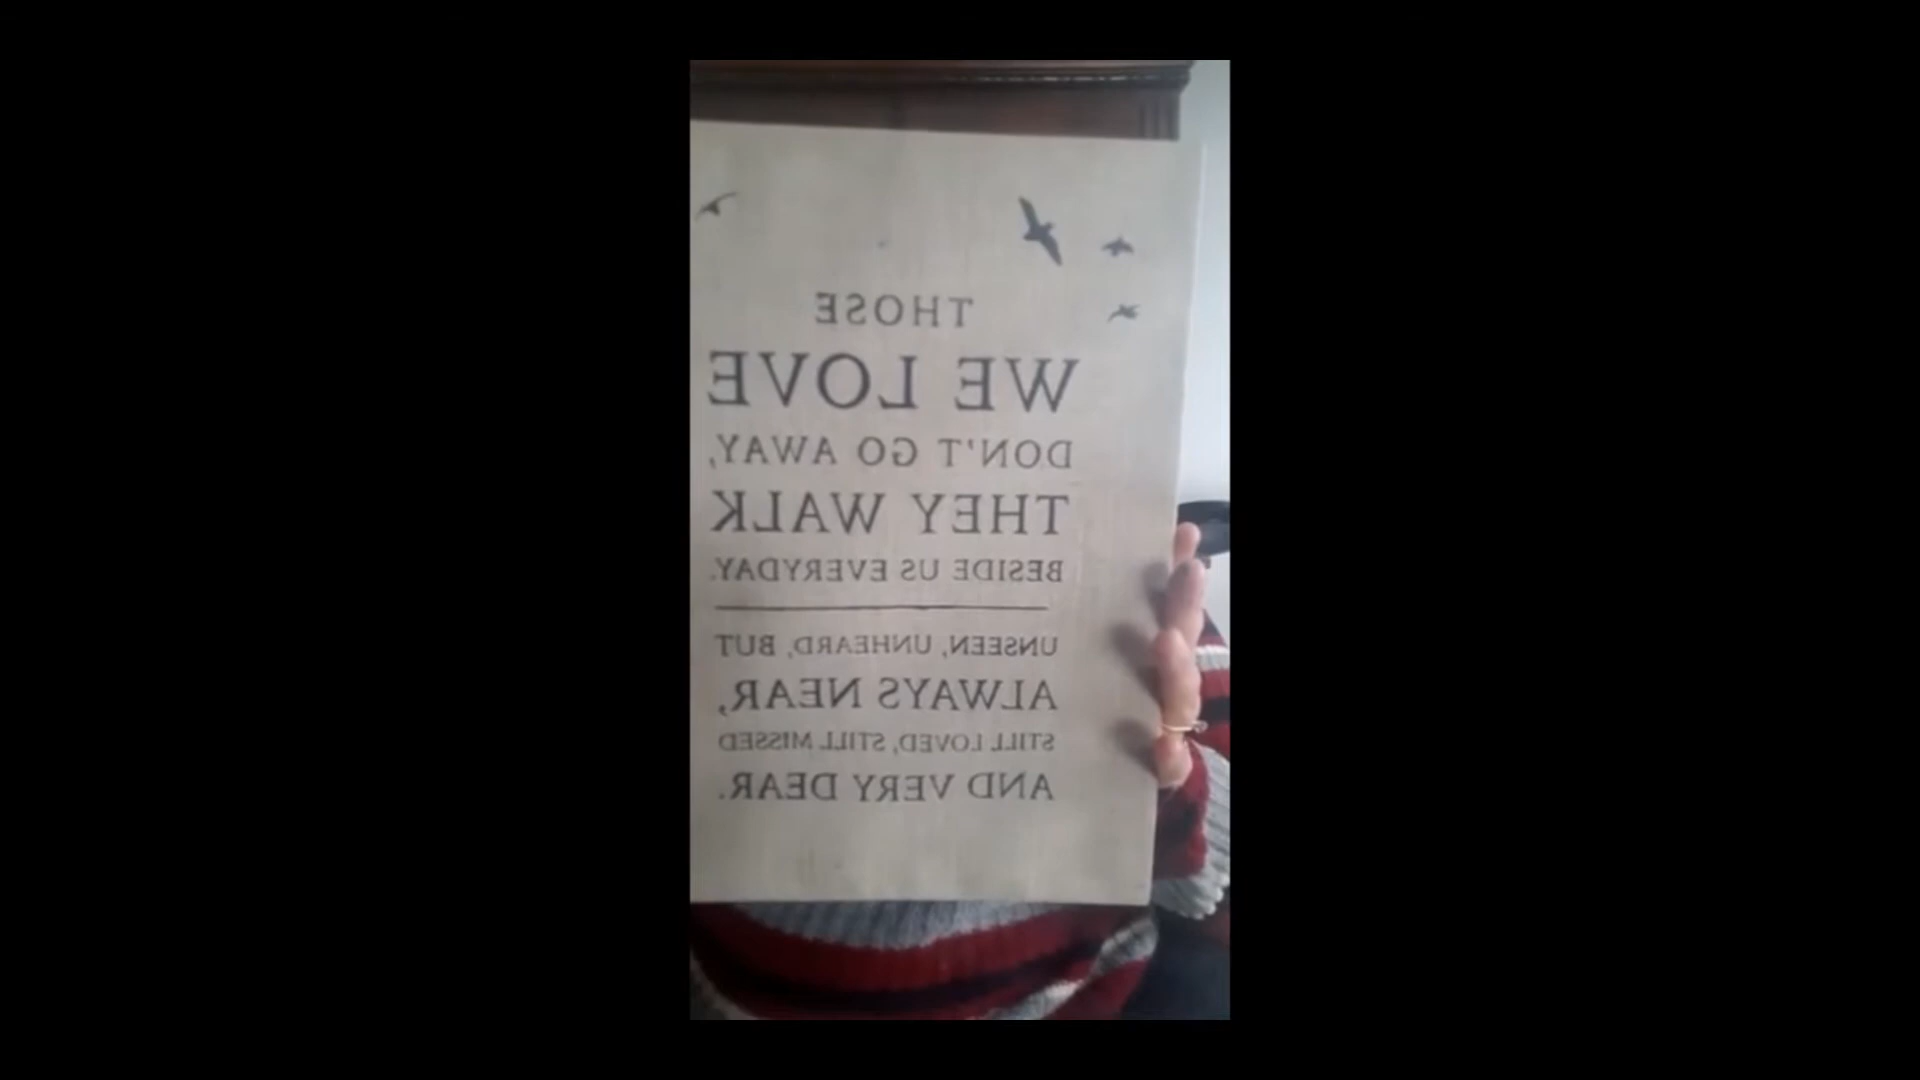 THOSE
WE LOVE
DON'T GO AWAY,
THEY WALK
BESIDE US EVERYDAY.
UNSEEN, UNHEARD, BUT
ALWAYS NEAR,
STILL LOVED, STILL MISSED
AND VERY DEAR.